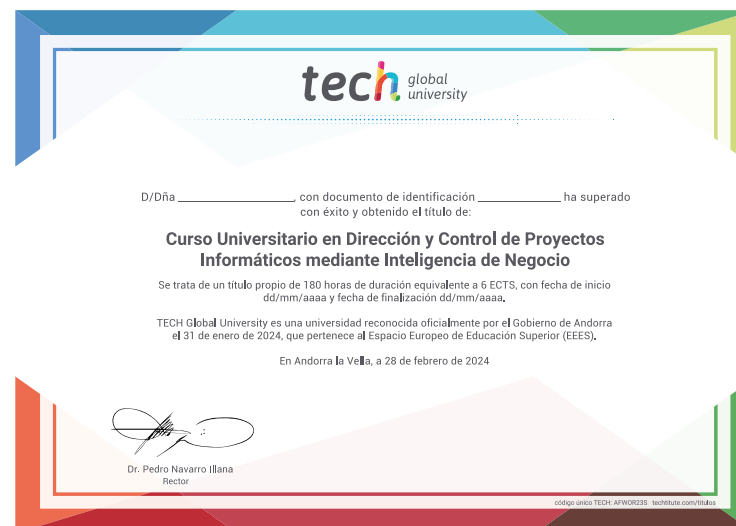 tech global university
D/Dña ______________, con documento de identificación __________ ha superado
con éxito y obtenido el título de:
Curso Universitario en Dirección y Control de Proyectos
Informáticos mediante Inteligencia de Negocio
Se trata de un título propio de 180 horas de duración equivalente a 6 ECTS, con fecha de inicio
dd/mm/aaaa y fecha de finalización dd/mm/aaaa.
TECH Global University es una universidad reconocida oficialmente por el Gobierno de Andorra
el 31 de enero de 2024, que pertenece al Espacio Europeo de Educación Superior (EEES).
En Andorra la Vella, a 28 de febrero de 2024
Dr. Pedro Navarro Illana
Rector
código único TECH: AFWOR23S techtitute.com/titulos